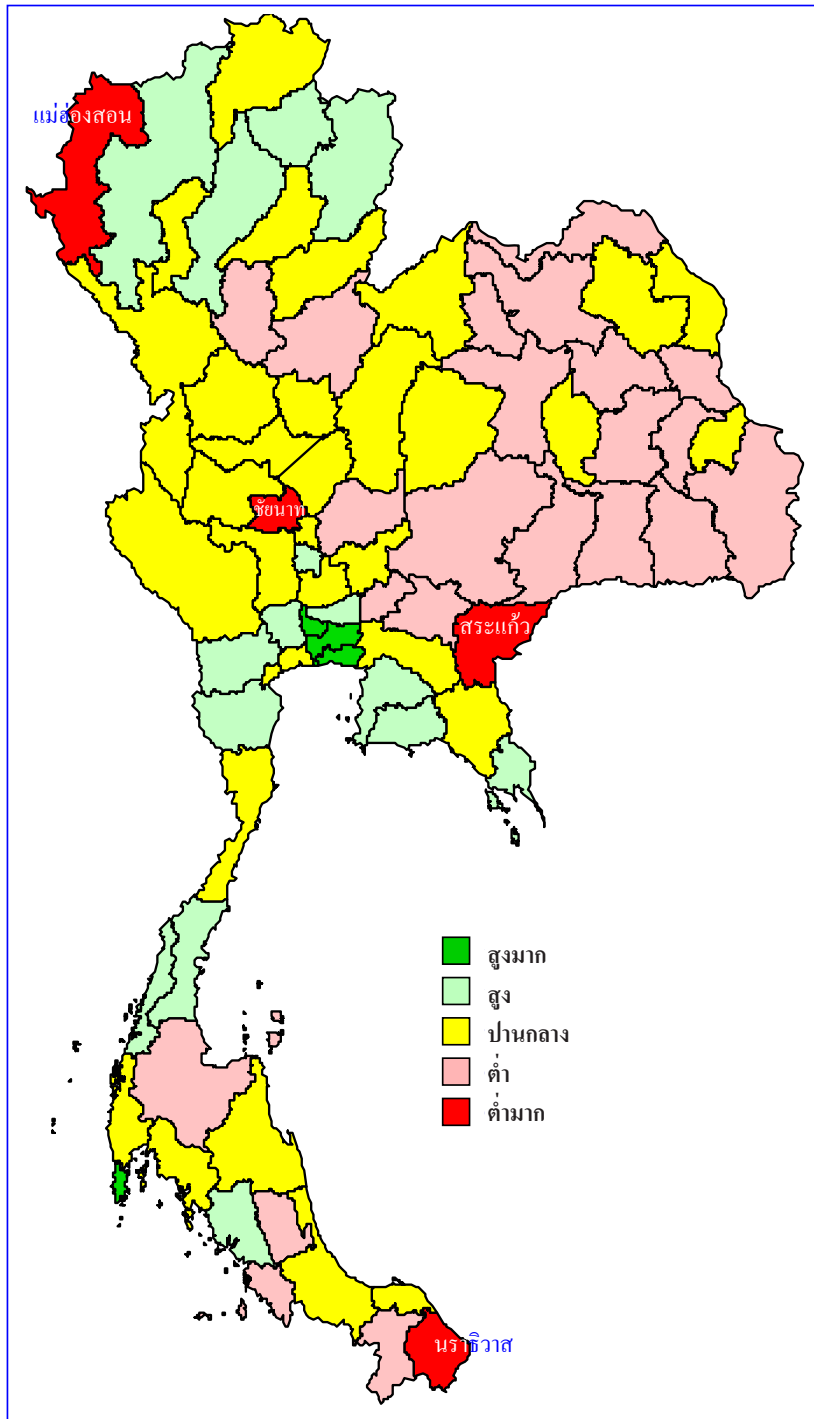 แม่ฮ่องสอน
ชัยนาท
สระแก้ว
สูงมาก
สูง
ปานกลาง
ต่ำ
ต่ำมาก
นราธิวาส